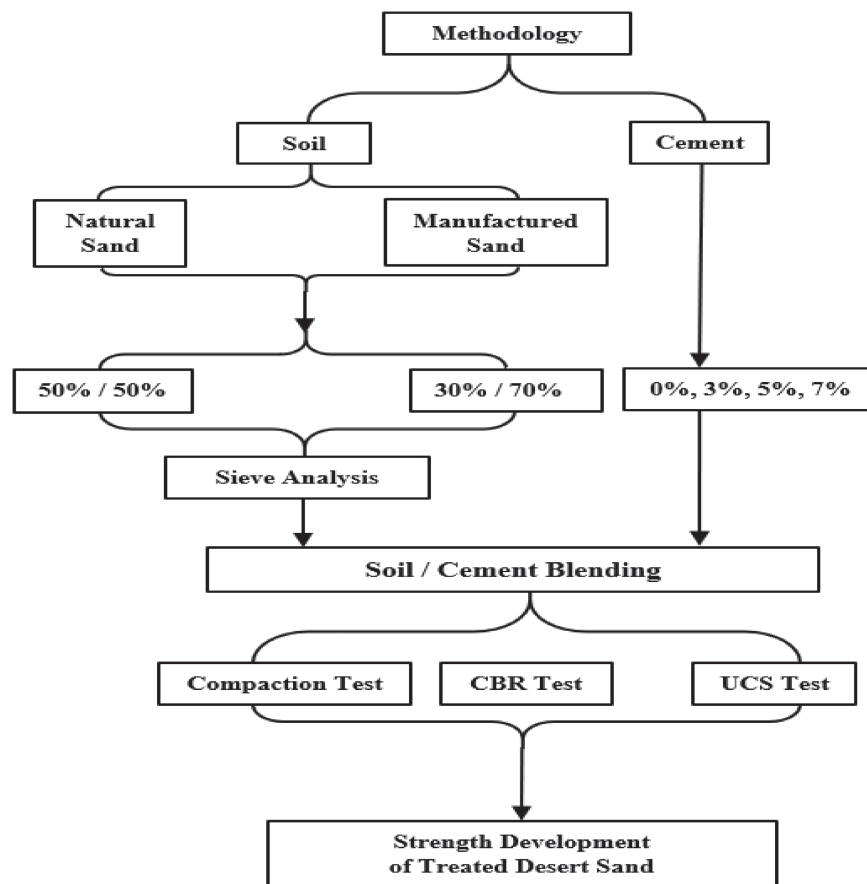 Methodology
Soil
Cement
Natural
Sand
Manufactured
Sand
50% / 50%
30% / 70%
0%, 3%, 5%, 7%
Sieve Analysis
Soil / Cement Blending
Compaction Test
CBR Test
UCS Test
Strength Development
of Treated Desert Sand